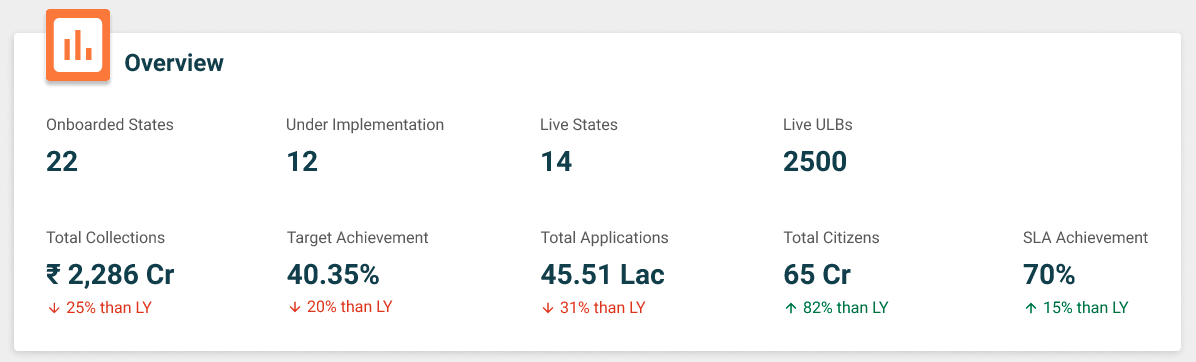 Overview
Onboarded States
Under Implementation
Live States
Live ULBs
22
12
14
2500
Total Collections
Target Achievement
Total Applications
Total Citizens
SLA Achievement
₹ 2,286 Cr
40.35%
45.51 Lac
65 Cr
70%
↓ 25% than LY
↓ 20% than LY
↓ 31% than LY
↑ 82% than LY
↑ 15% than LY